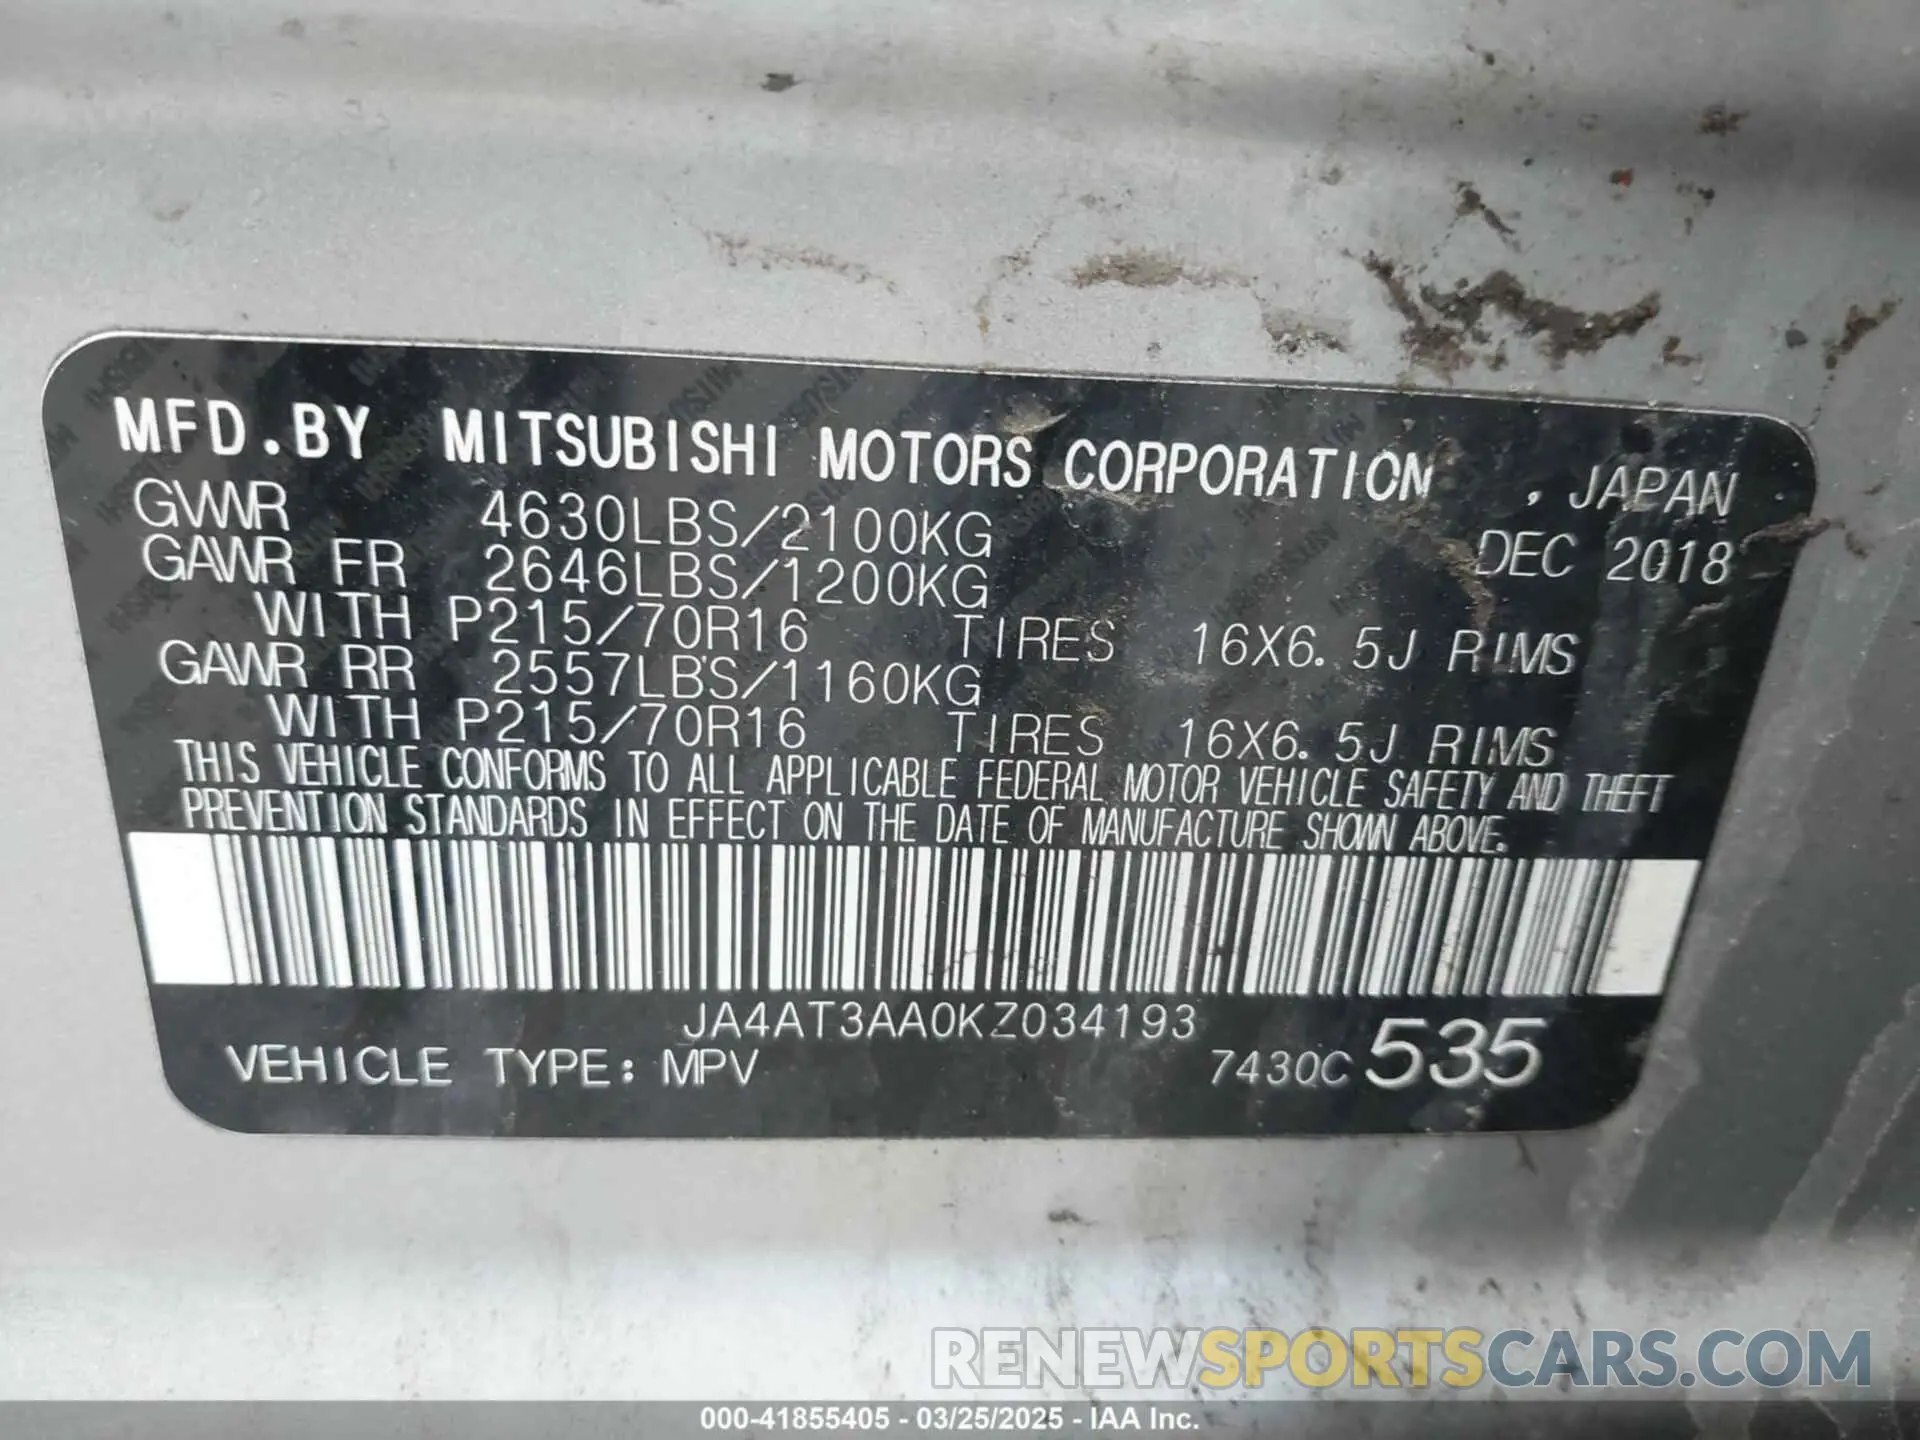 MFD.BY MITSUBISHI MOTORS CORPORATION , JAPAN
GVWR 4630LBS/2100KG DEC 2018
GAWR FR 2646LBS/1200KG
WITH P215/70R16 TIRES 16X6.5J RIMS
GAWR RR 2557LBS/1160KG
WITH P215/70R16 TIRES 16X6.5J RIMS
THIS VEHICLE CONFORMS TO ALL APPLICABLE FEDERAL MOTOR VEHICLE SAFETY AND THEFT
PREVENTION STANDARDS IN EFFECT ON THE DATE OF MANUFACTURE SHOWN ABOVE.
JA4AT3AA0KZ034193
VEHICLE TYPE: MPV 7430C 535
RENEWSPORTSCARS.COM
000-41855405 - 03/25/2025 - IAA Inc.